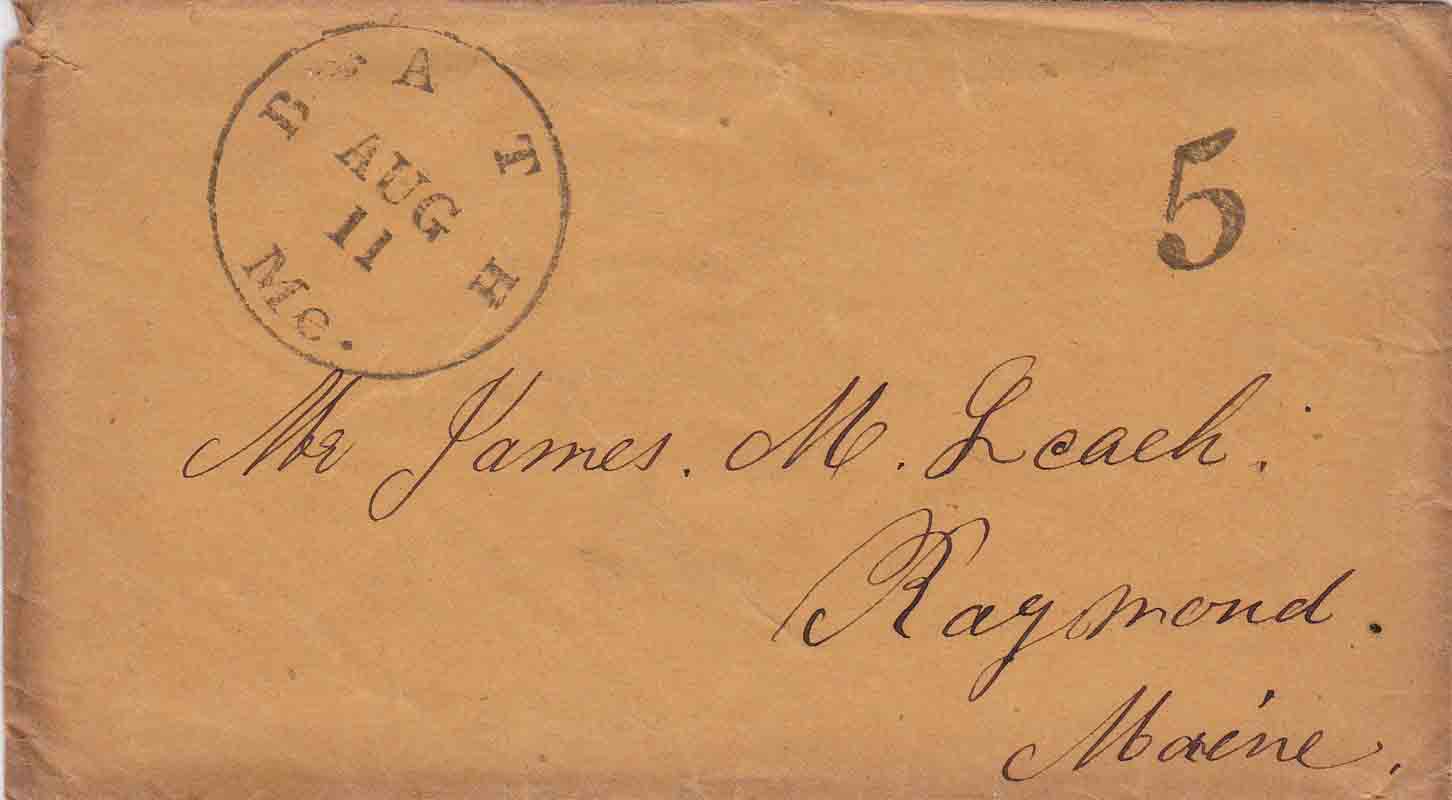 BATH
AUG
11
Me.
5
Mr James. M. Leach.
Raymond.
Maine.